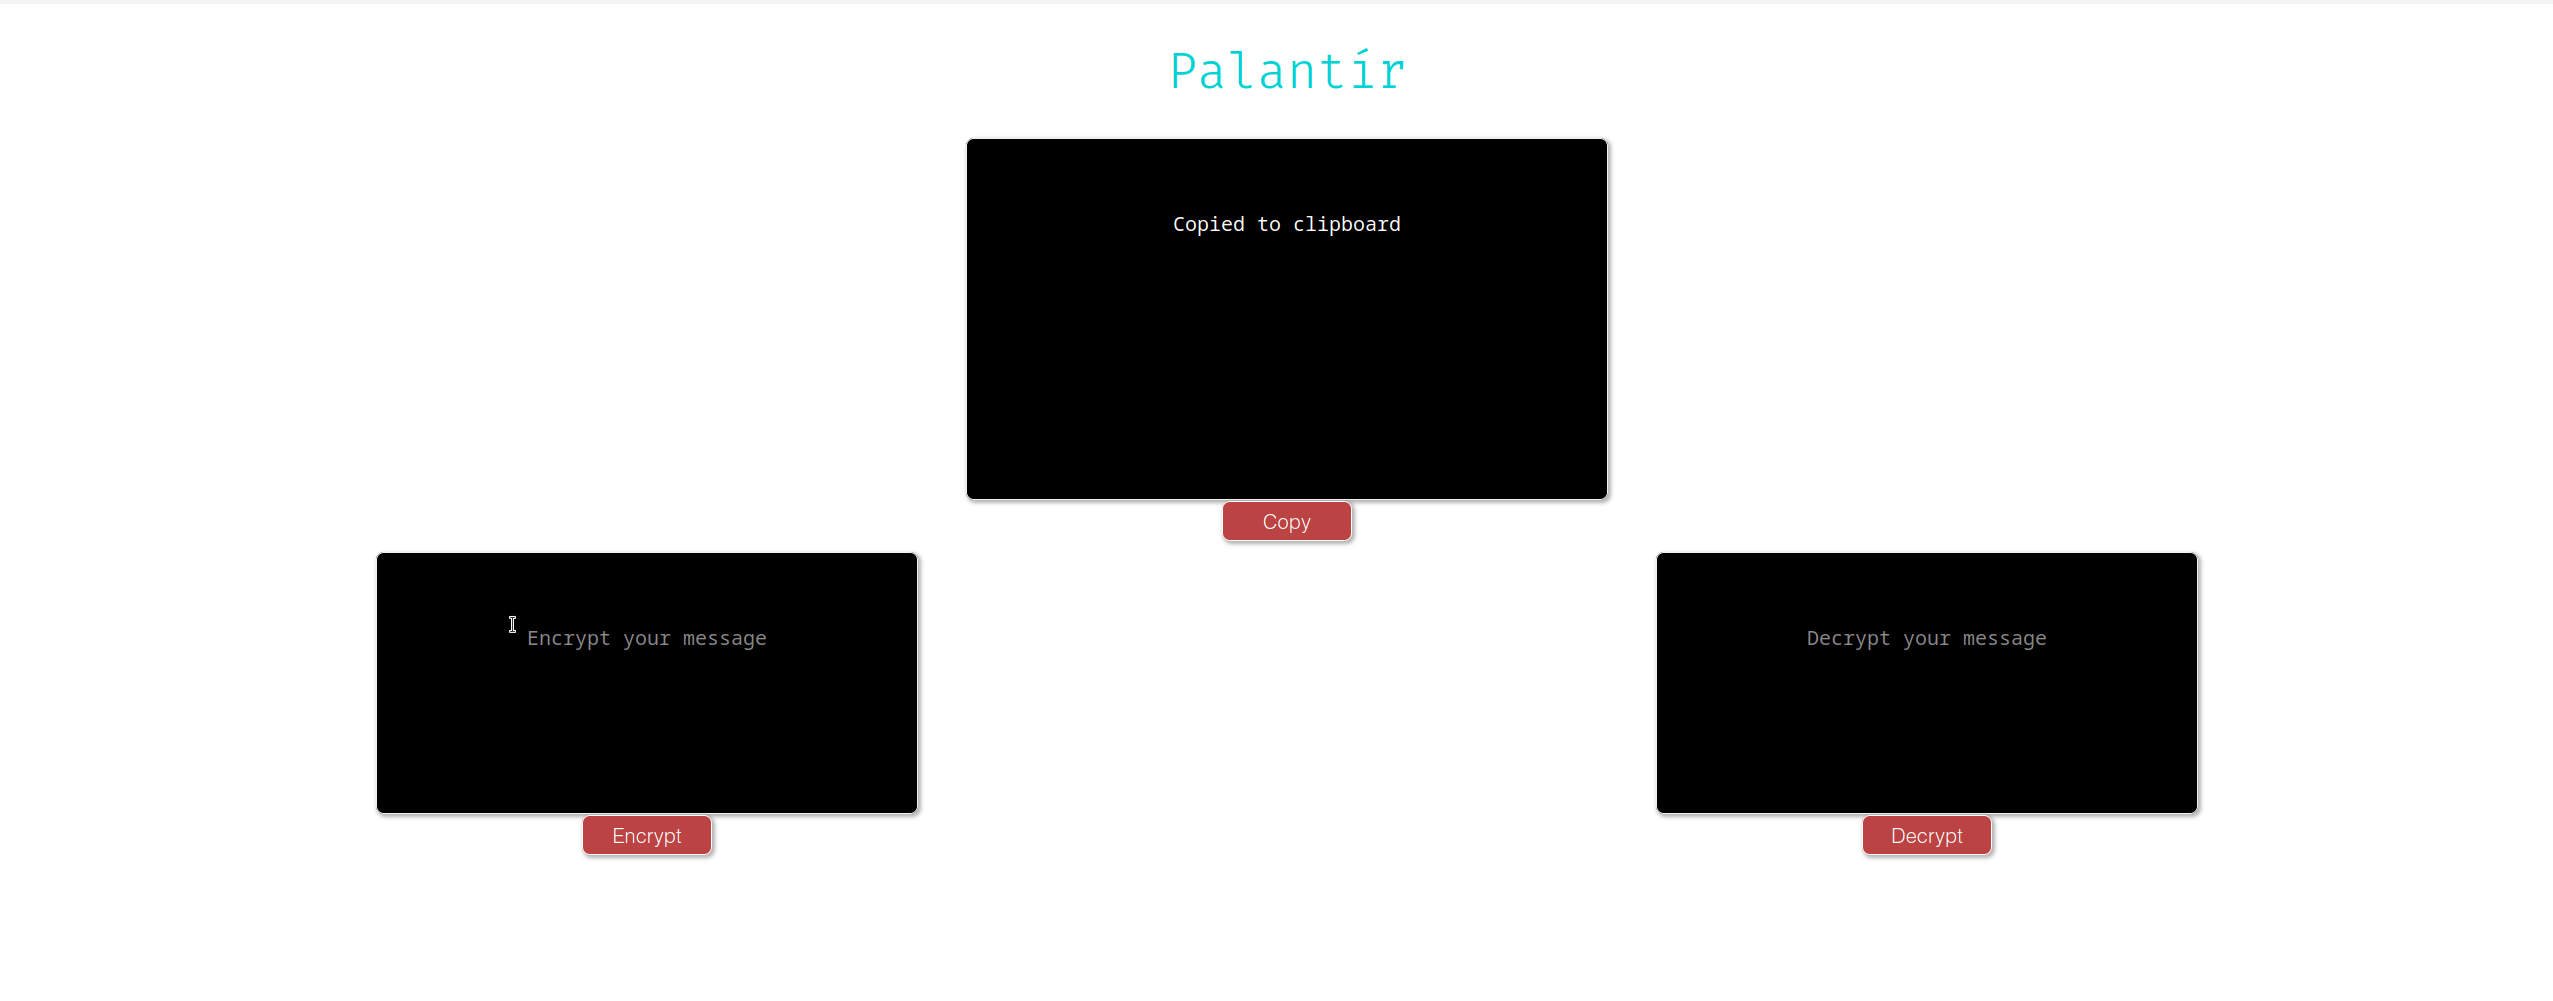 Palantír
Copied to clipboard
Copy
Encrypt your message
Encrypt
Decrypt your message
Decrypt